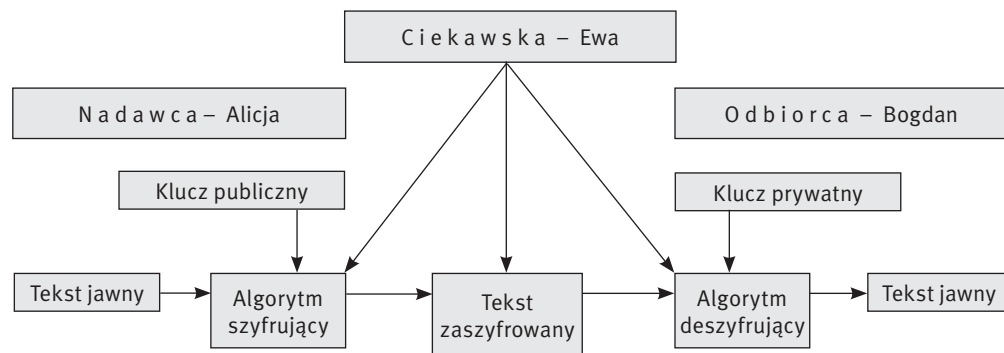 C i e k a w s k a – Ewa
N a d a w c a – Alicja
O d b i o r c a – Bogdan
Klucz publiczny
Klucz prywatny
Tekst jawny
Algorytm
szyfrujący
Tekst
zaszyfrowany
Algorytm
deszyfrujący
Tekst jawny